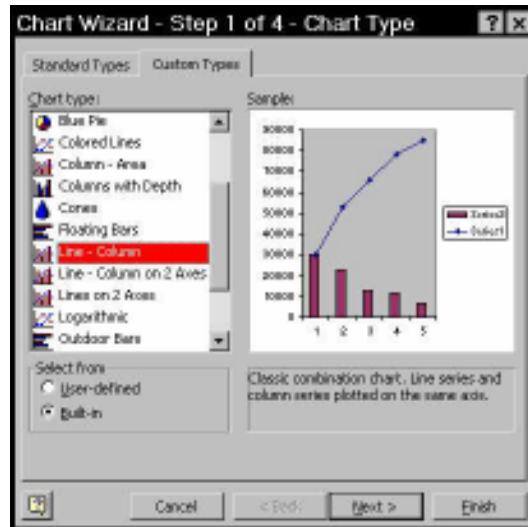 Chart Wizard - Step 1 of 4 - Chart Type
Standard Types
Custom Types
Chart type:
Blue Pie
Colored Lines
Column - Area
Columns with Depth
Cones
Floating Bars
Line - Column
Line - Column on 2 Axes
Lines on 2 Axes
Logarithmic
Outdoor Bars
Select from
User-defined
Built-in
Sample:
90000
80000
70000
60000
50000
40000
30000
20000
10000
0
1 2 3 4 5
Series2
Series1
Classic combination chart. Line series and
column series plotted on the same axis.
Cancel
< Back
Next >
Finish